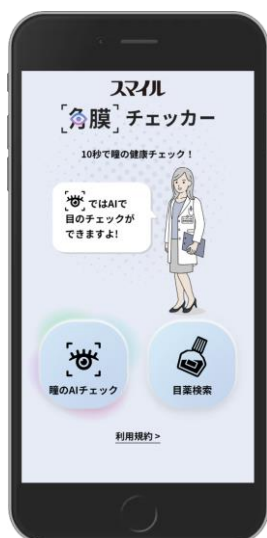 スマイル
角膜 チェッカー
10秒で瞳の健康チェック！
ではAIで
目のチェックが
できますよ!
瞳のAIチェック
目薬検索
利用規約 >